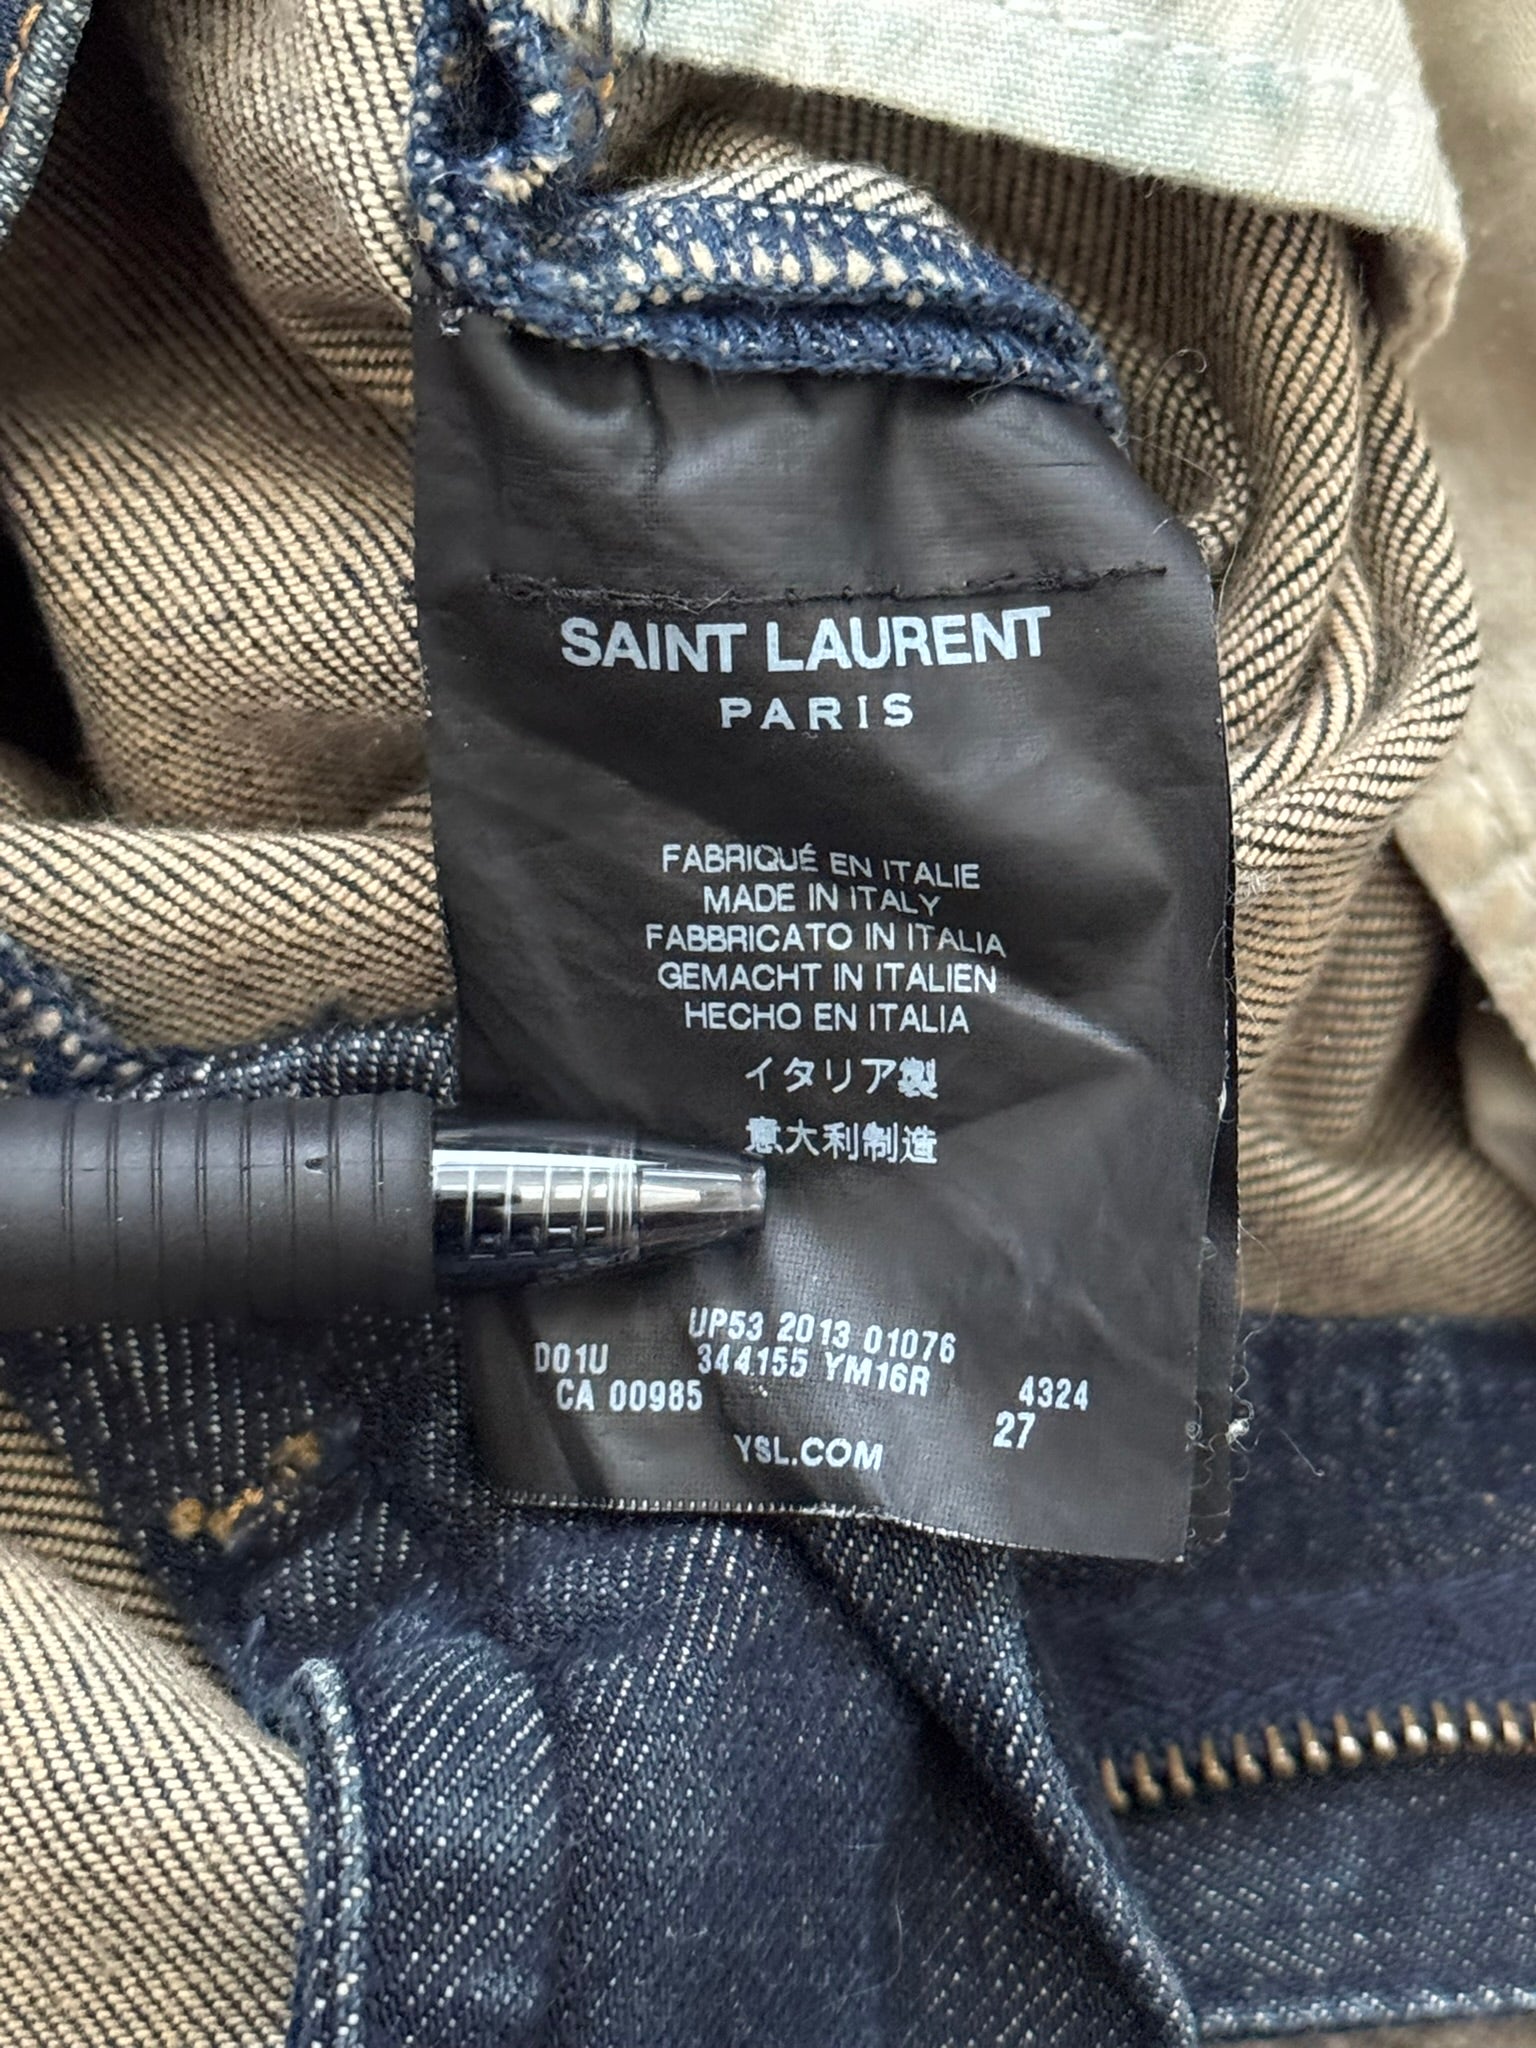 SAINT LAURENT
PARIS
FABRIQUÉ EN ITALIE
MADE IN ITALY
FABBRICATO IN ITALIA
GEMACHT IN ITALIEN
HECHO EN ITALIA
イタリア製
意大利制造
UP53 2013 01076
D01U 344155 YM16R 4324
CA 00985 27
YSL.COM